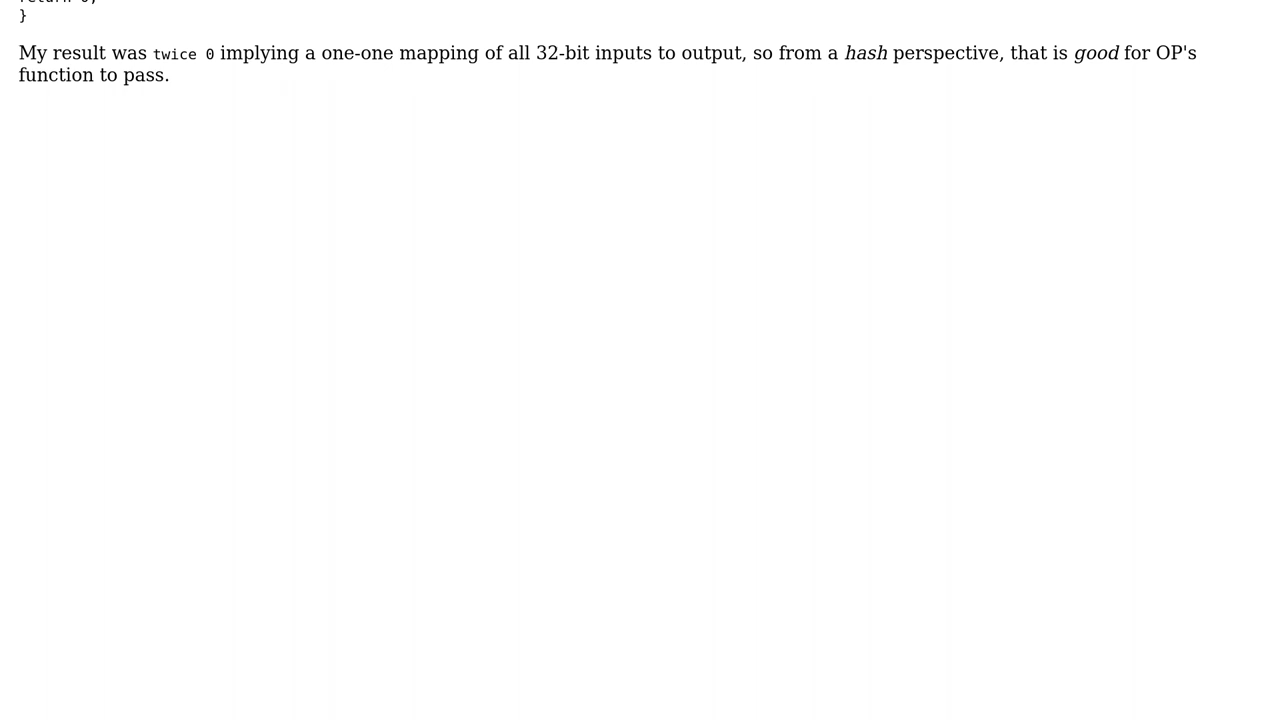 }
My result was twice 0 implying a one-one mapping of all 32-bit inputs to output, so from a hash perspective, that is good for OP's
function to pass.